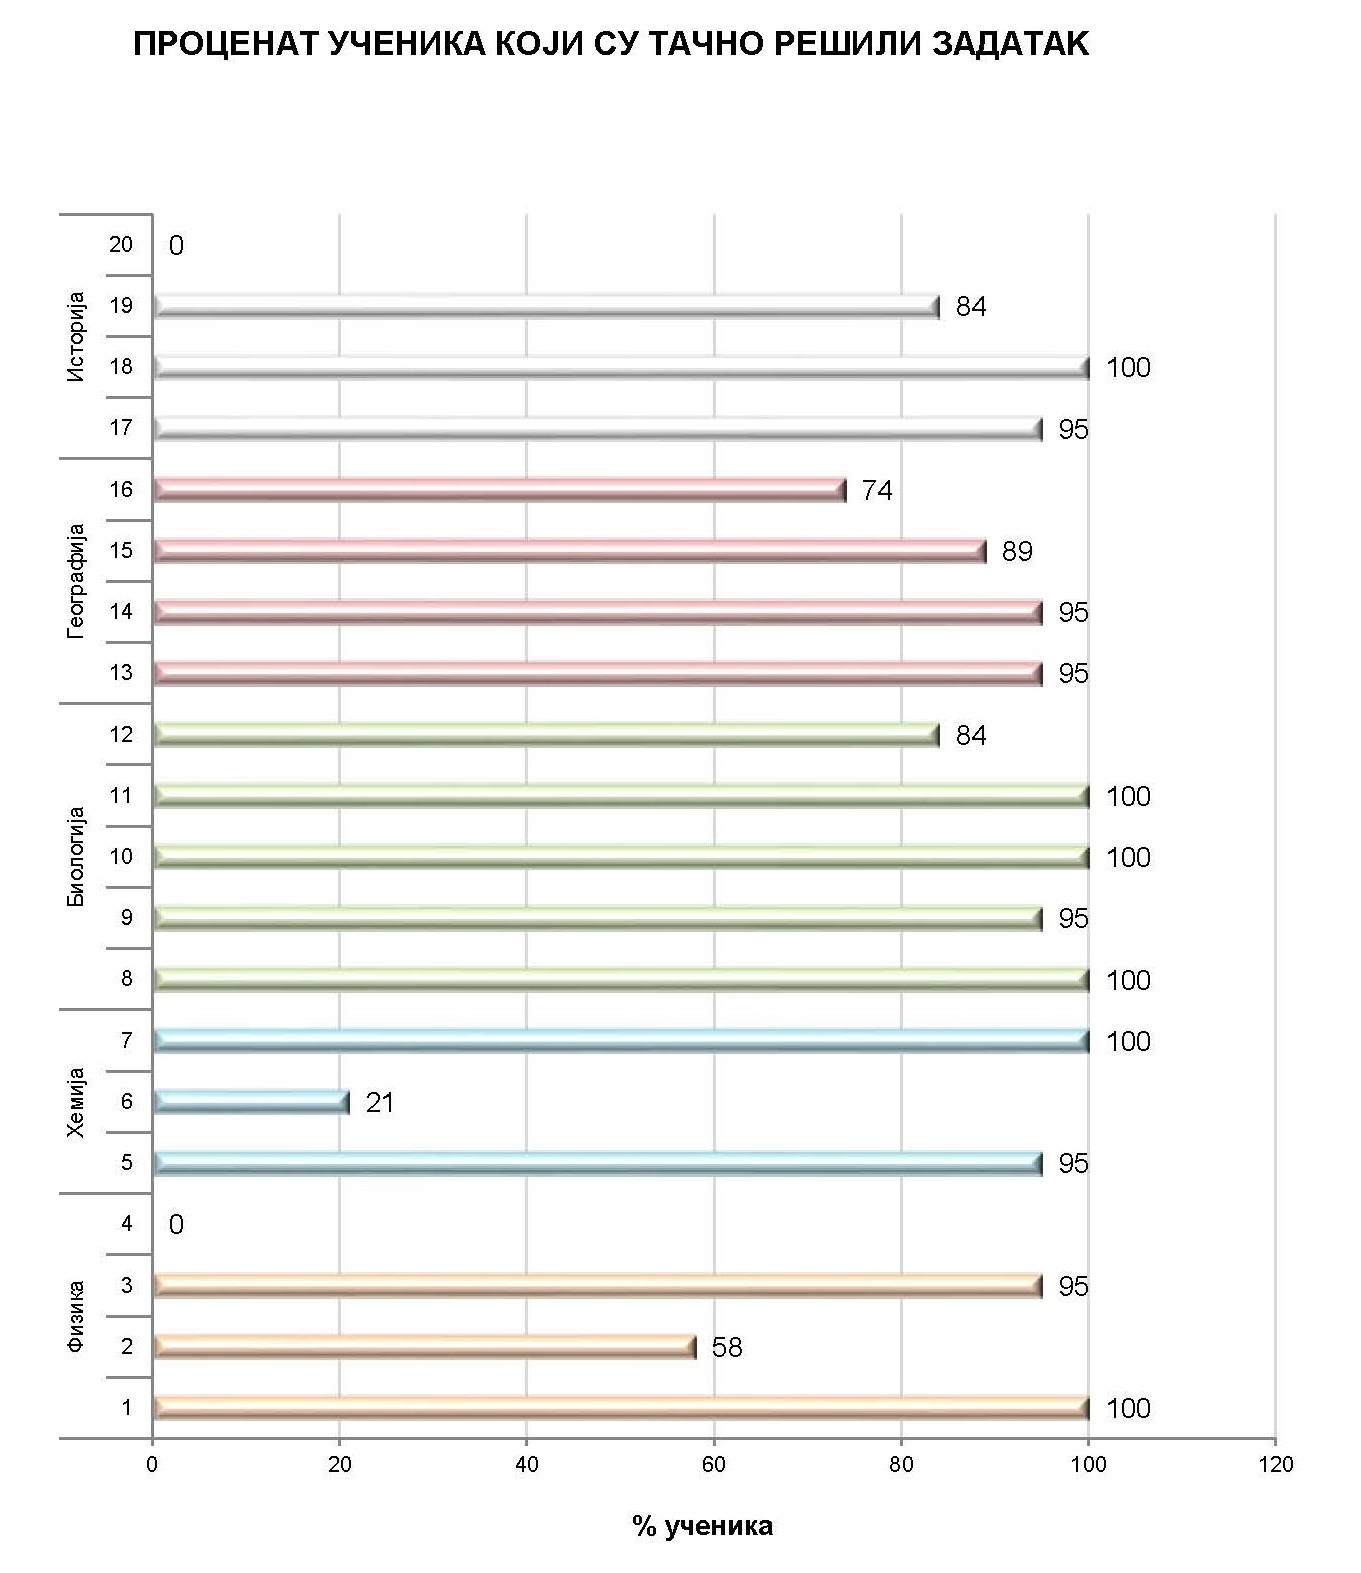 ПРОЦЕНАТ УЧЕНИКА КОЈИ СУ ТАЧНО РЕШИЛИ ЗАДАТАК
Историја
20 0
19 84
18 100
17 95
Географија
16 74
15 89
14 95
13 95
Биологија
12 84
11 100
10 100
9 95
8 100
Хемија
7 100
6 21
5 95
Физика
4 0
3 95
2 58
1 100
0 20 40 60 80 100 120
% ученика